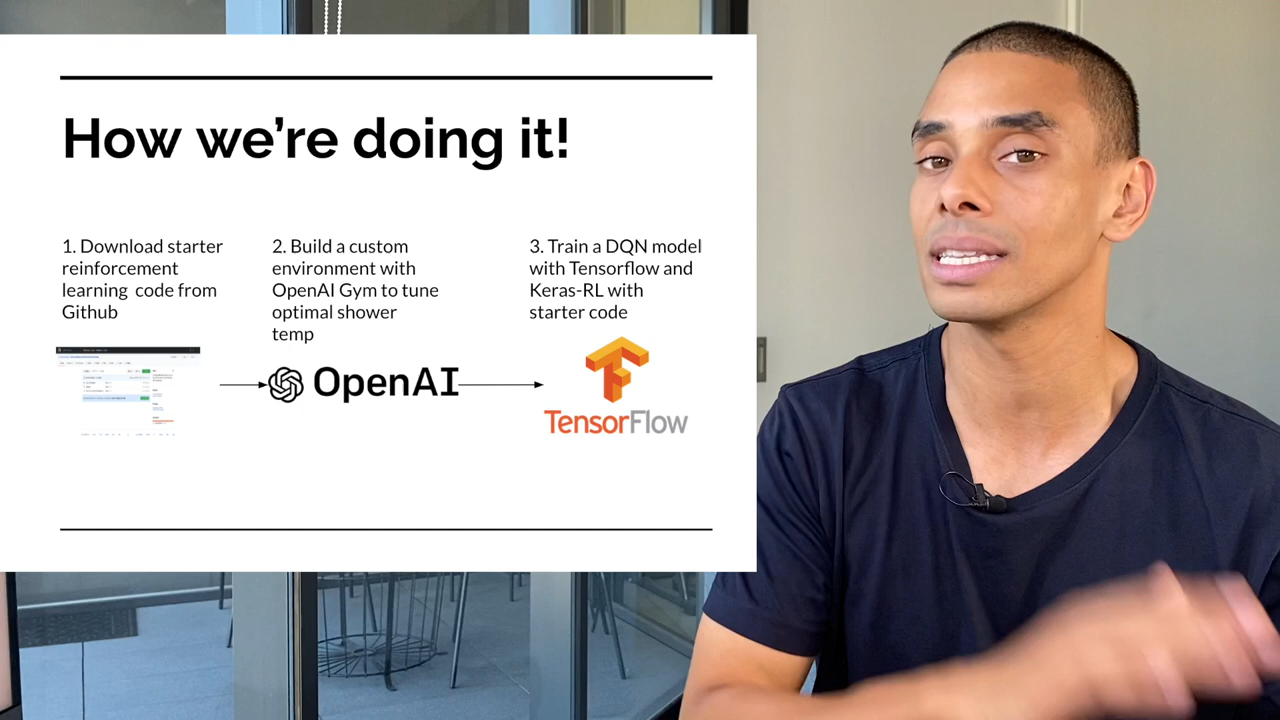 How we're doing it!
1. Download starter
reinforcement
learning code from
Github
2. Build a custom
environment with
OpenAI Gym to tune
optimal shower
temp
3. Train a DQN model
with Tensorflow and
Keras-RL with
starter code
OpenAI
TensorFlow